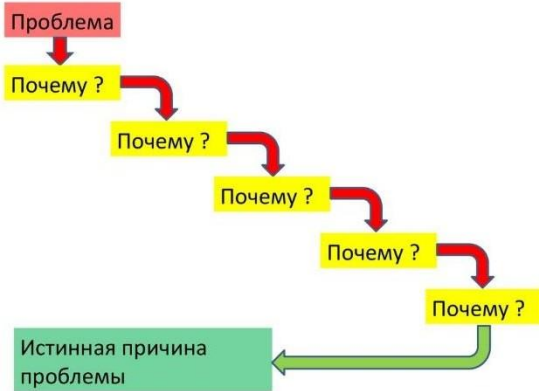 Проблема
Почему ?
Почему ?
Почему ?
Почему ?
Почему ?
Истинная причина
проблемы